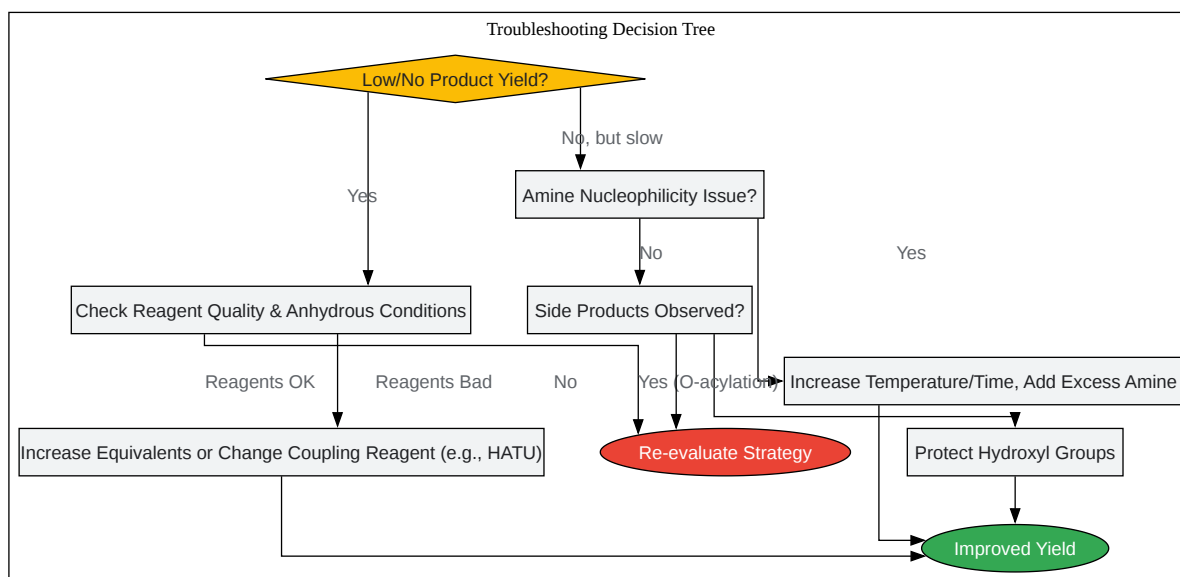 Troubleshooting Decision Tree
Low/No Product Yield?
No, but slow
Yes
Amine Nucleophilicity Issue?
No
Yes
Check Reagent Quality & Anhydrous Conditions
Side Products Observed?
Reagents OK
Reagents Bad
No
Yes (O-acylation)
Increase Temperature/Time, Add Excess Amine
Increase Equivalents or Change Coupling Reagent (e.g., HATU)
Re-evaluate Strategy
Protect Hydroxyl Groups
Improved Yield